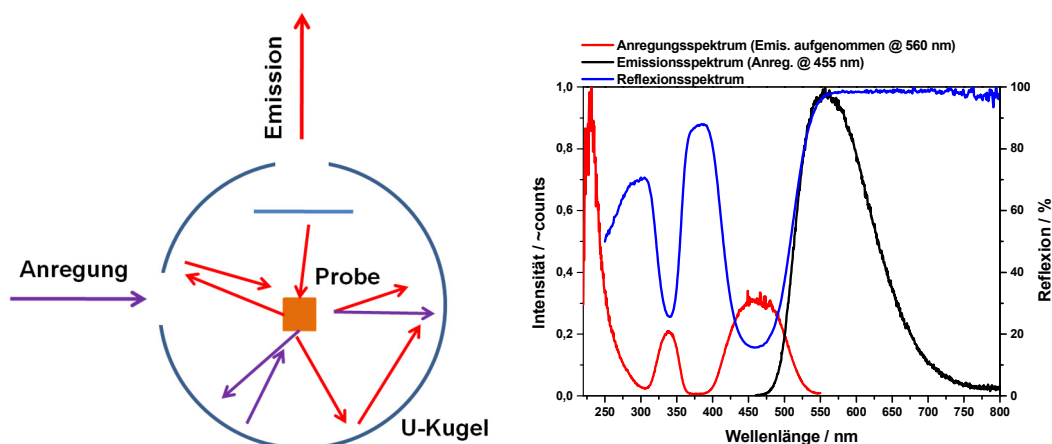 Emission
Anregung
Probe
U-Kugel
Anregungsspektrum (Emis. aufgenommen @ 560 nm)
Emissionsspektrum (Anreg. @ 455 nm)
Reflexionsspektrum
Intensität / ~counts
1,0
0,8
0,6
0,4
0,2
0,0
100
80
60
40
20
0
Reflexion / %
250 300 350 400 450 500 550 600 650 700 750 800
Wellenlänge / nm